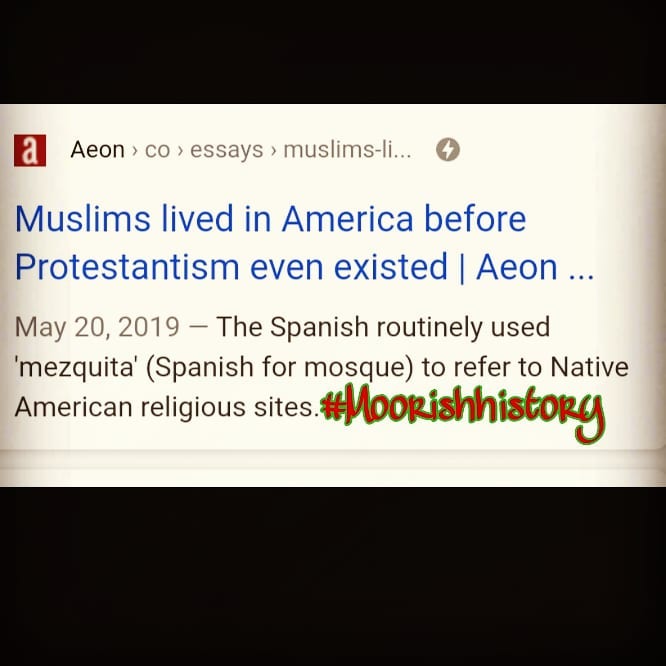 a Aeon › co › essays › muslims-li...
Muslims lived in America before
Protestantism even existed | Aeon ...
May 20, 2019 — The Spanish routinely used
'mezquita' (Spanish for mosque) to refer to Native
American religious sites.#Moorishhistory